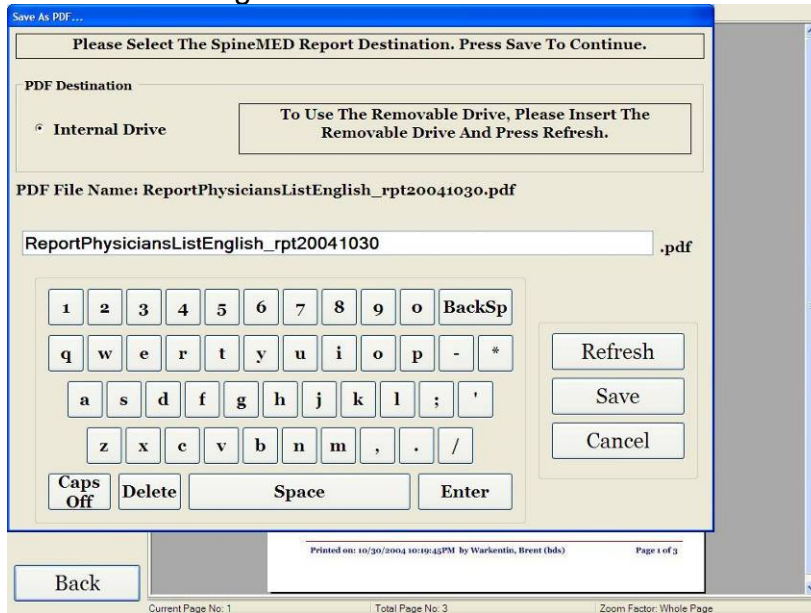 Save As PDF...
Please Select The SpineMED Report Destination. Press Save To Continue.
PDF Destination
Internal Drive
To Use The Removable Drive, Please Insert The
Removable Drive And Press Refresh.
PDF File Name: ReportPhysiciansListEnglish_rpt20041030.pdf
ReportPhysiciansListEnglish_rpt20041030 .pdf
1 2 3 4 5 6 7 8 9 0 BackSp
q w e r t y u i o p - *
a s d f g h j k l ; '
z x c v b n m , . /
Caps
Off
Delete Space Enter
Refresh
Save
Cancel
Printed on: 10/30/2004 10:19:45PM by Warkentin, Brent (bds) Page 1 of 3
Back
Current Page No: 1 Total Page No: 3 Zoom Factor: Whole Page